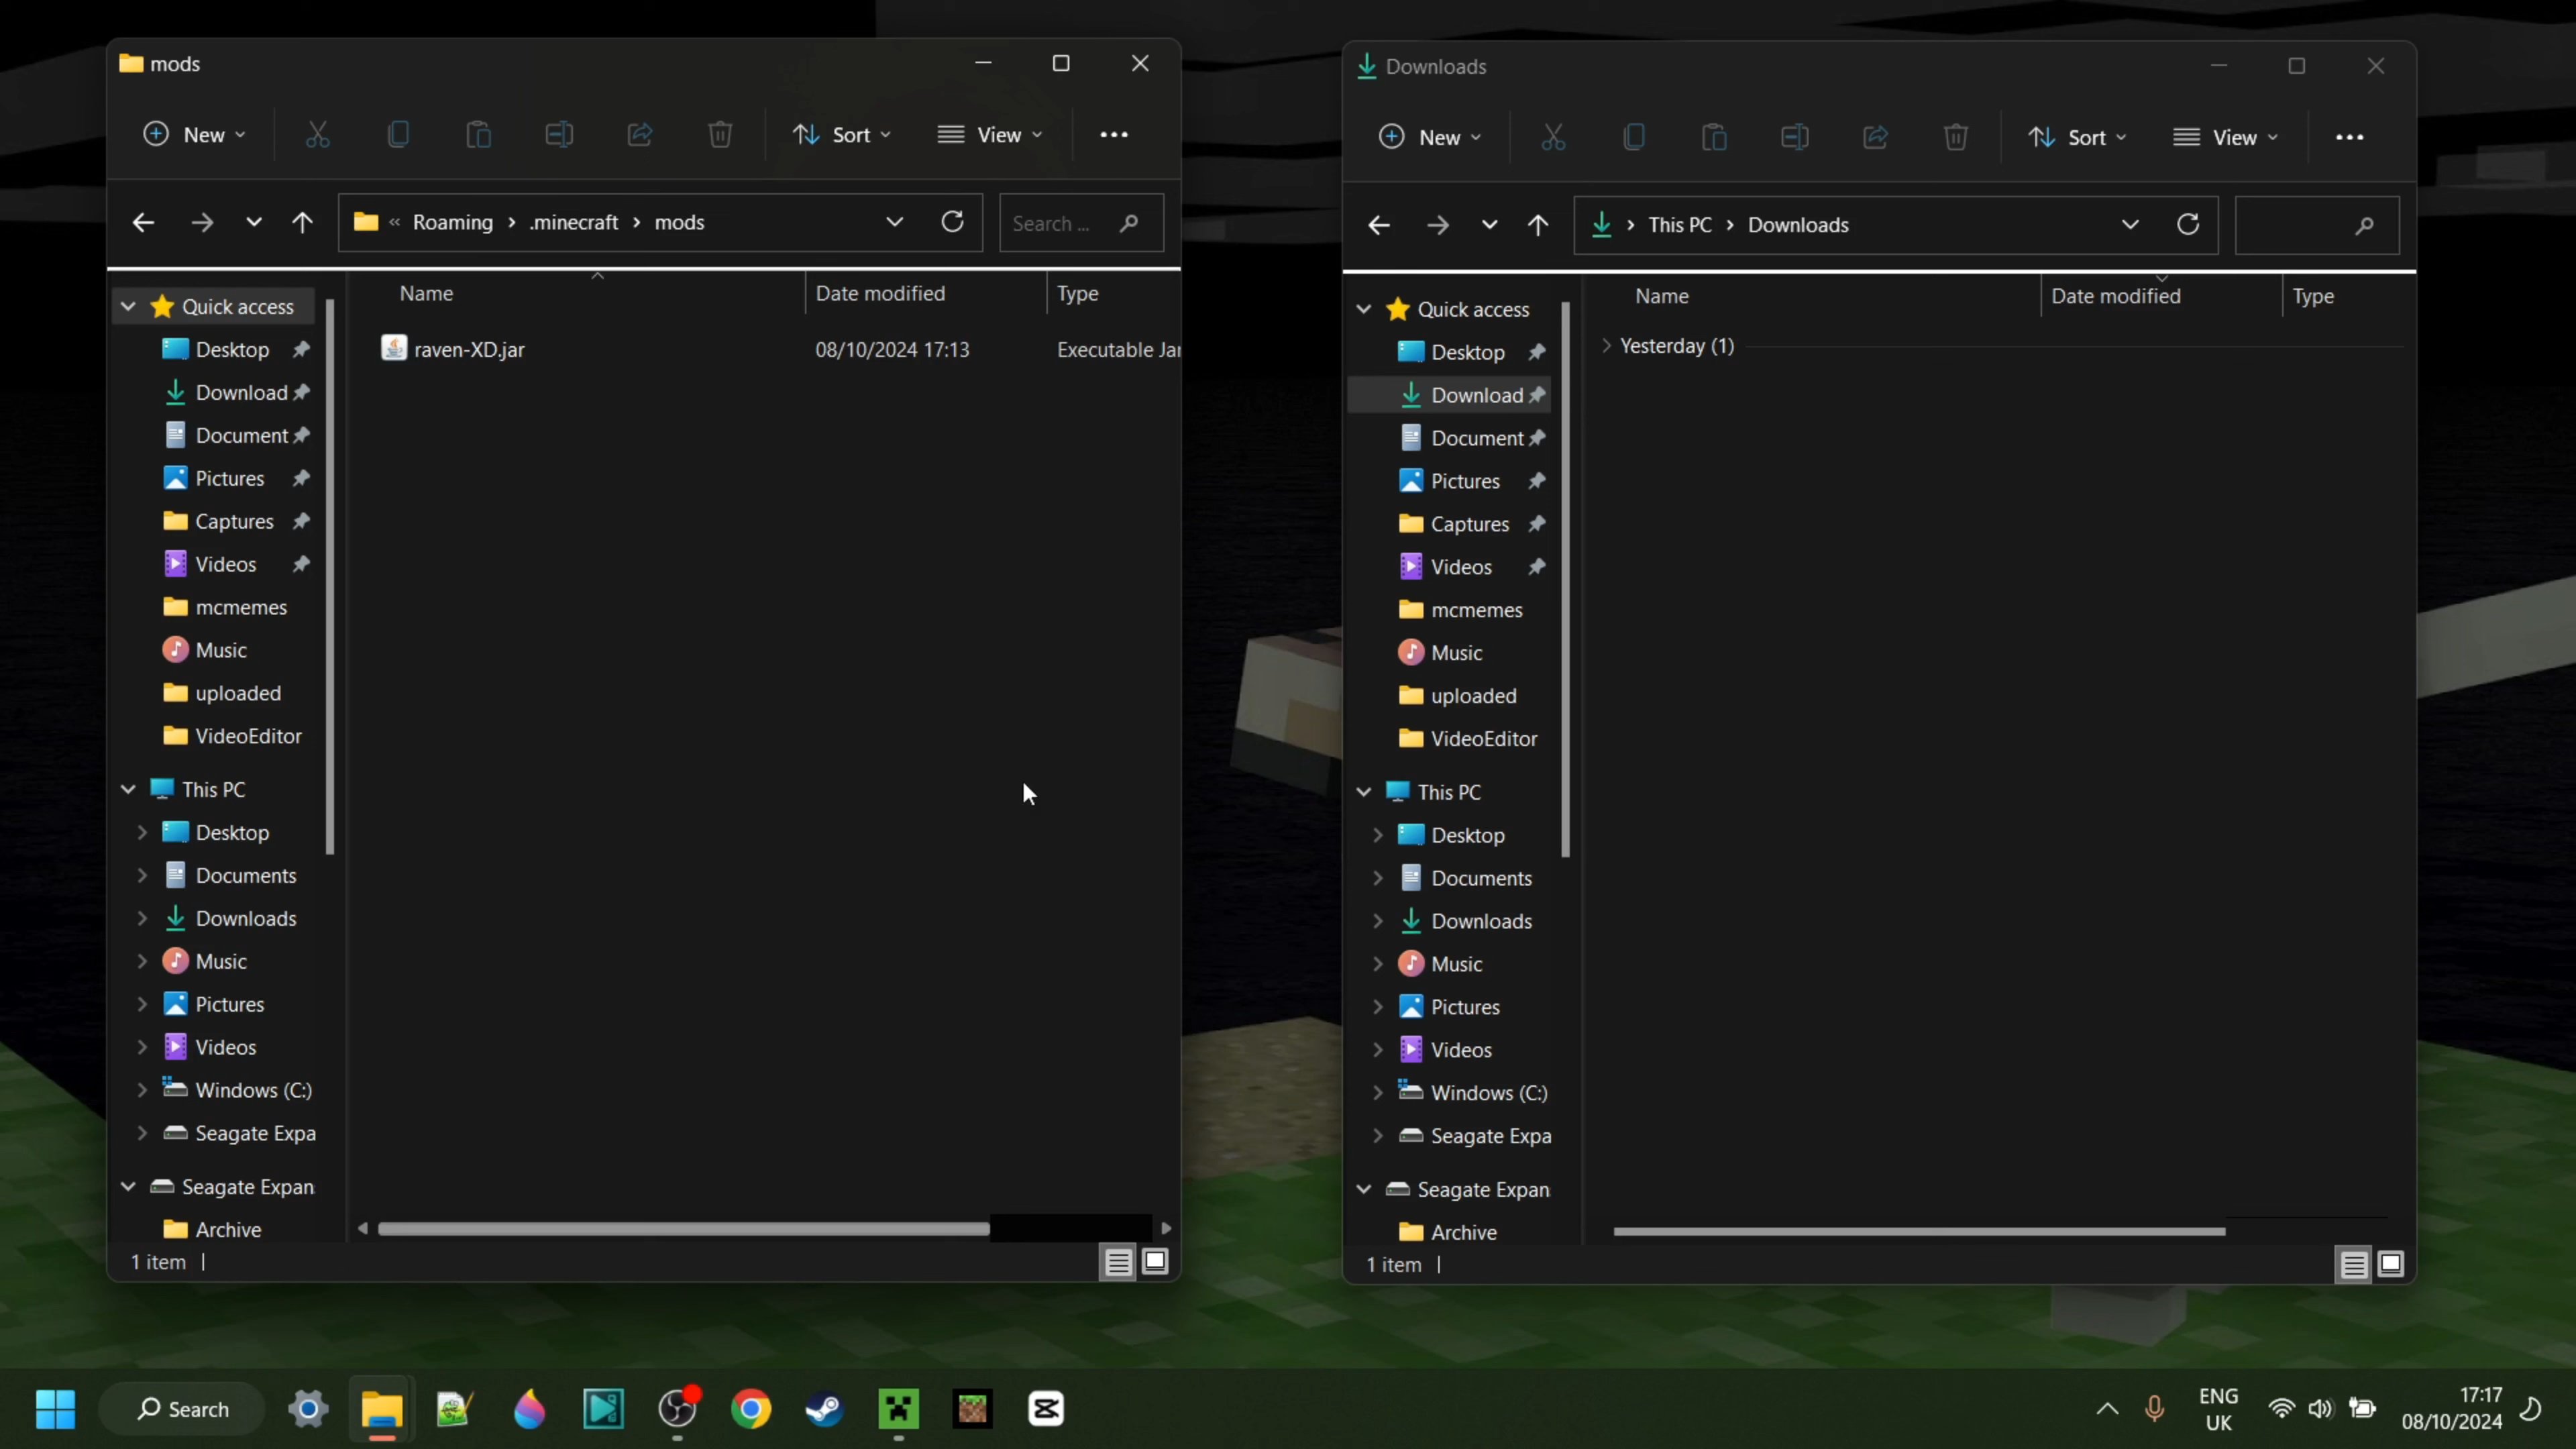 mods
New
Sort
View
« Roaming > .minecraft > mods
Search ...
Name
Date modified
Type
raven-XD.jar
08/10/2024 17:13
Executable Jar
Quick access
Desktop
Download
Document
Pictures
Captures
Videos
mcmemes
Music
uploaded
VideoEditor
This PC
Desktop
Documents
Downloads
Music
Pictures
Videos
Windows (C:)
Seagate Expa
Seagate Expan
Archive
1 item
Downloads
New
Sort
View
> This PC > Downloads
Name
Date modified
Type
Yesterday (1)
Quick access
Desktop
Download
Document
Pictures
Captures
Videos
mcmemes
Music
uploaded
VideoEditor
This PC
Desktop
Documents
Downloads
Music
Pictures
Videos
Windows (C:)
Seagate Expa
Seagate Expan
Archive
1 item
Search
ENG
UK
17:17
08/10/2024